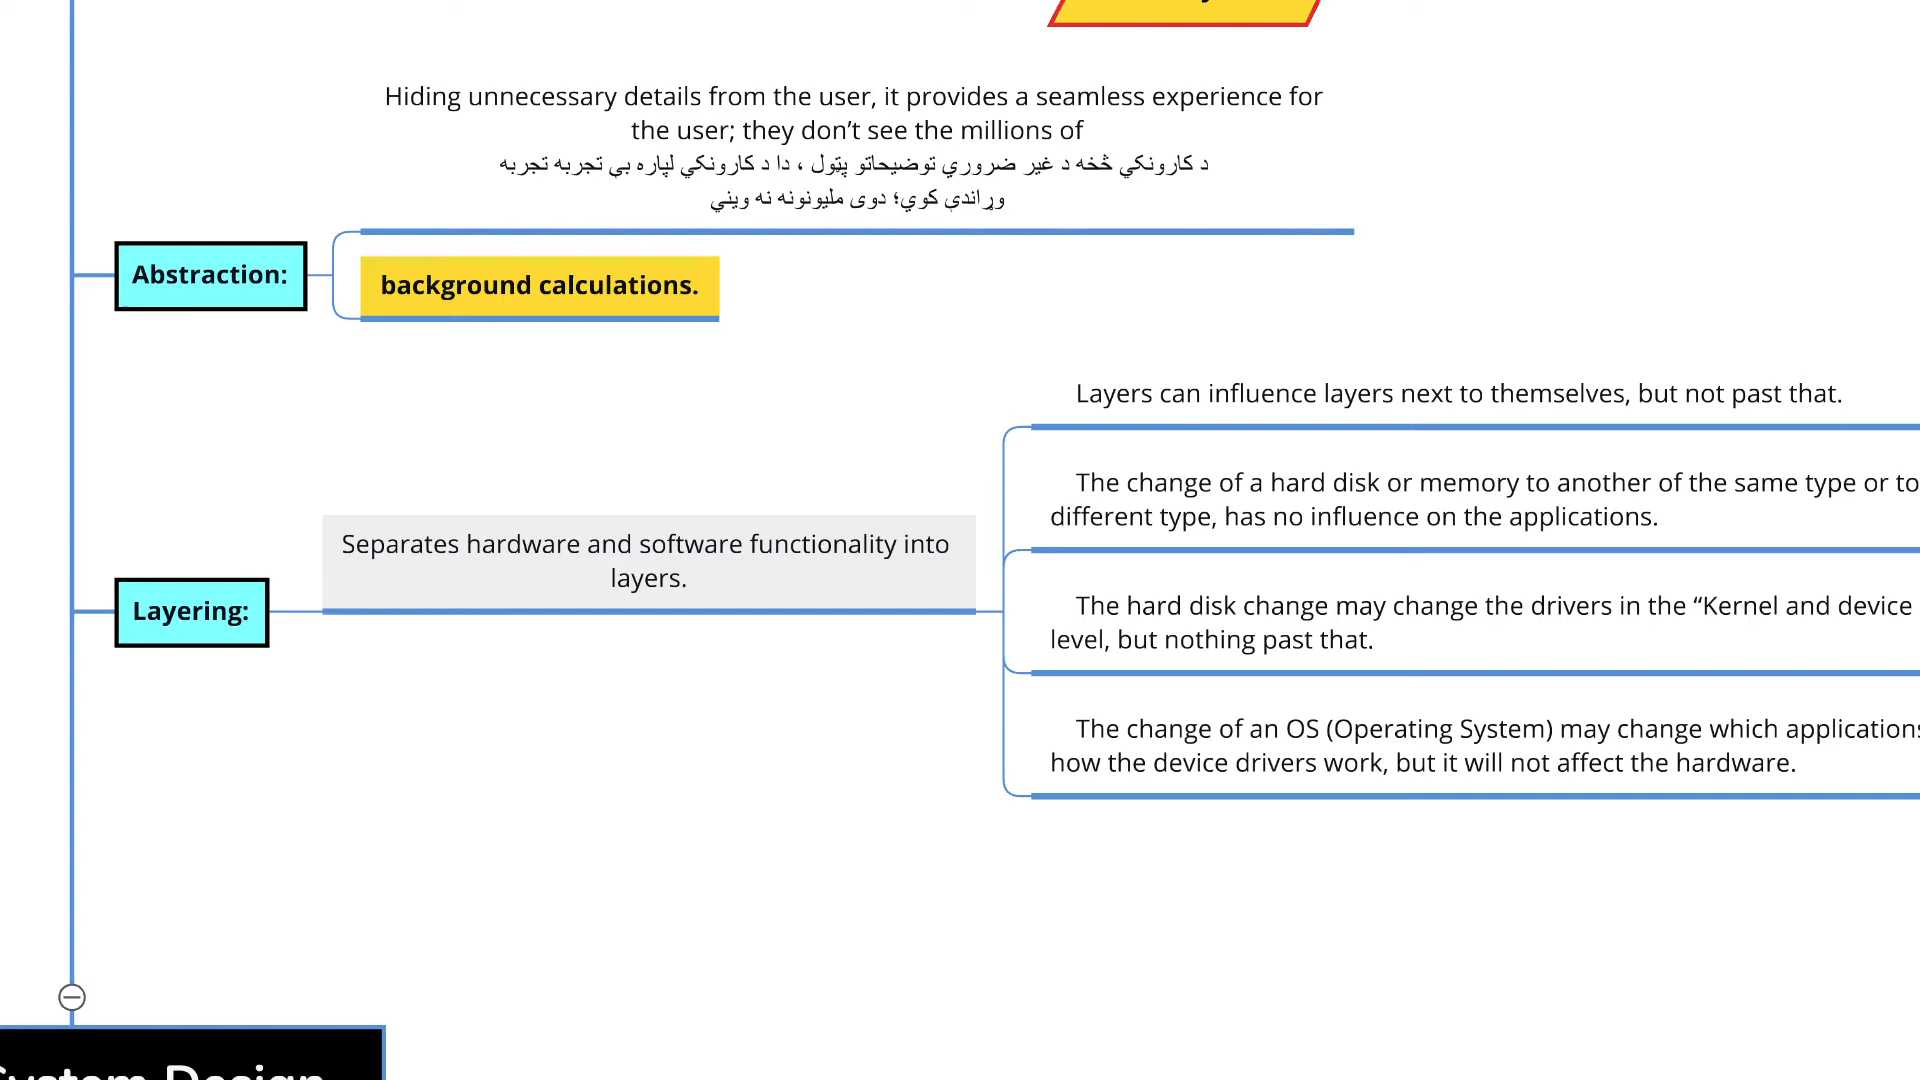 Hiding unnecessary details from the user, it provides a seamless experience for
the user; they don’t see the millions of
د کارونکي څخه د غیر ضروري توضیحاتو پټول ، دا د کارونکي لپاره بې تجربه تجربه
وړاندې کوي؛ دوی ملیونونه نه ویني
Abstraction:
background calculations.
Layers can influence layers next to themselves, but not past that.
The change of a hard disk or memory to another of the same type or to
different type, has no influence on the applications.
Separates hardware and software functionality into
layers.
Layering:
The hard disk change may change the drivers in the “Kernel and device
level, but nothing past that.
The change of an OS (Operating System) may change which applications
how the device drivers work, but it will not affect the hardware.
System Design